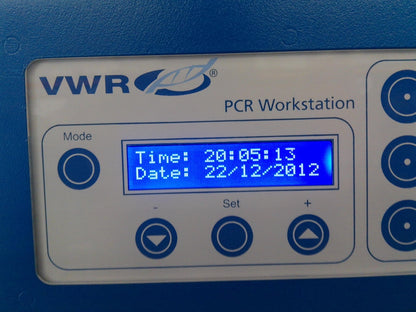 VWR®
PCR Workstation
Mode
Time: 20:05:13
Date: 22/12/2012
- Set +